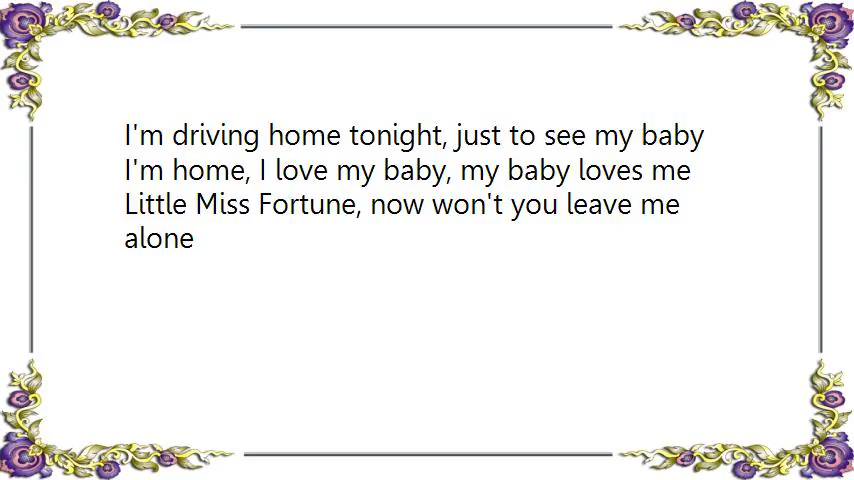 I'm driving home tonight, just to see my baby
I'm home, I love my baby, my baby loves me
Little Miss Fortune, now won't you leave me
alone